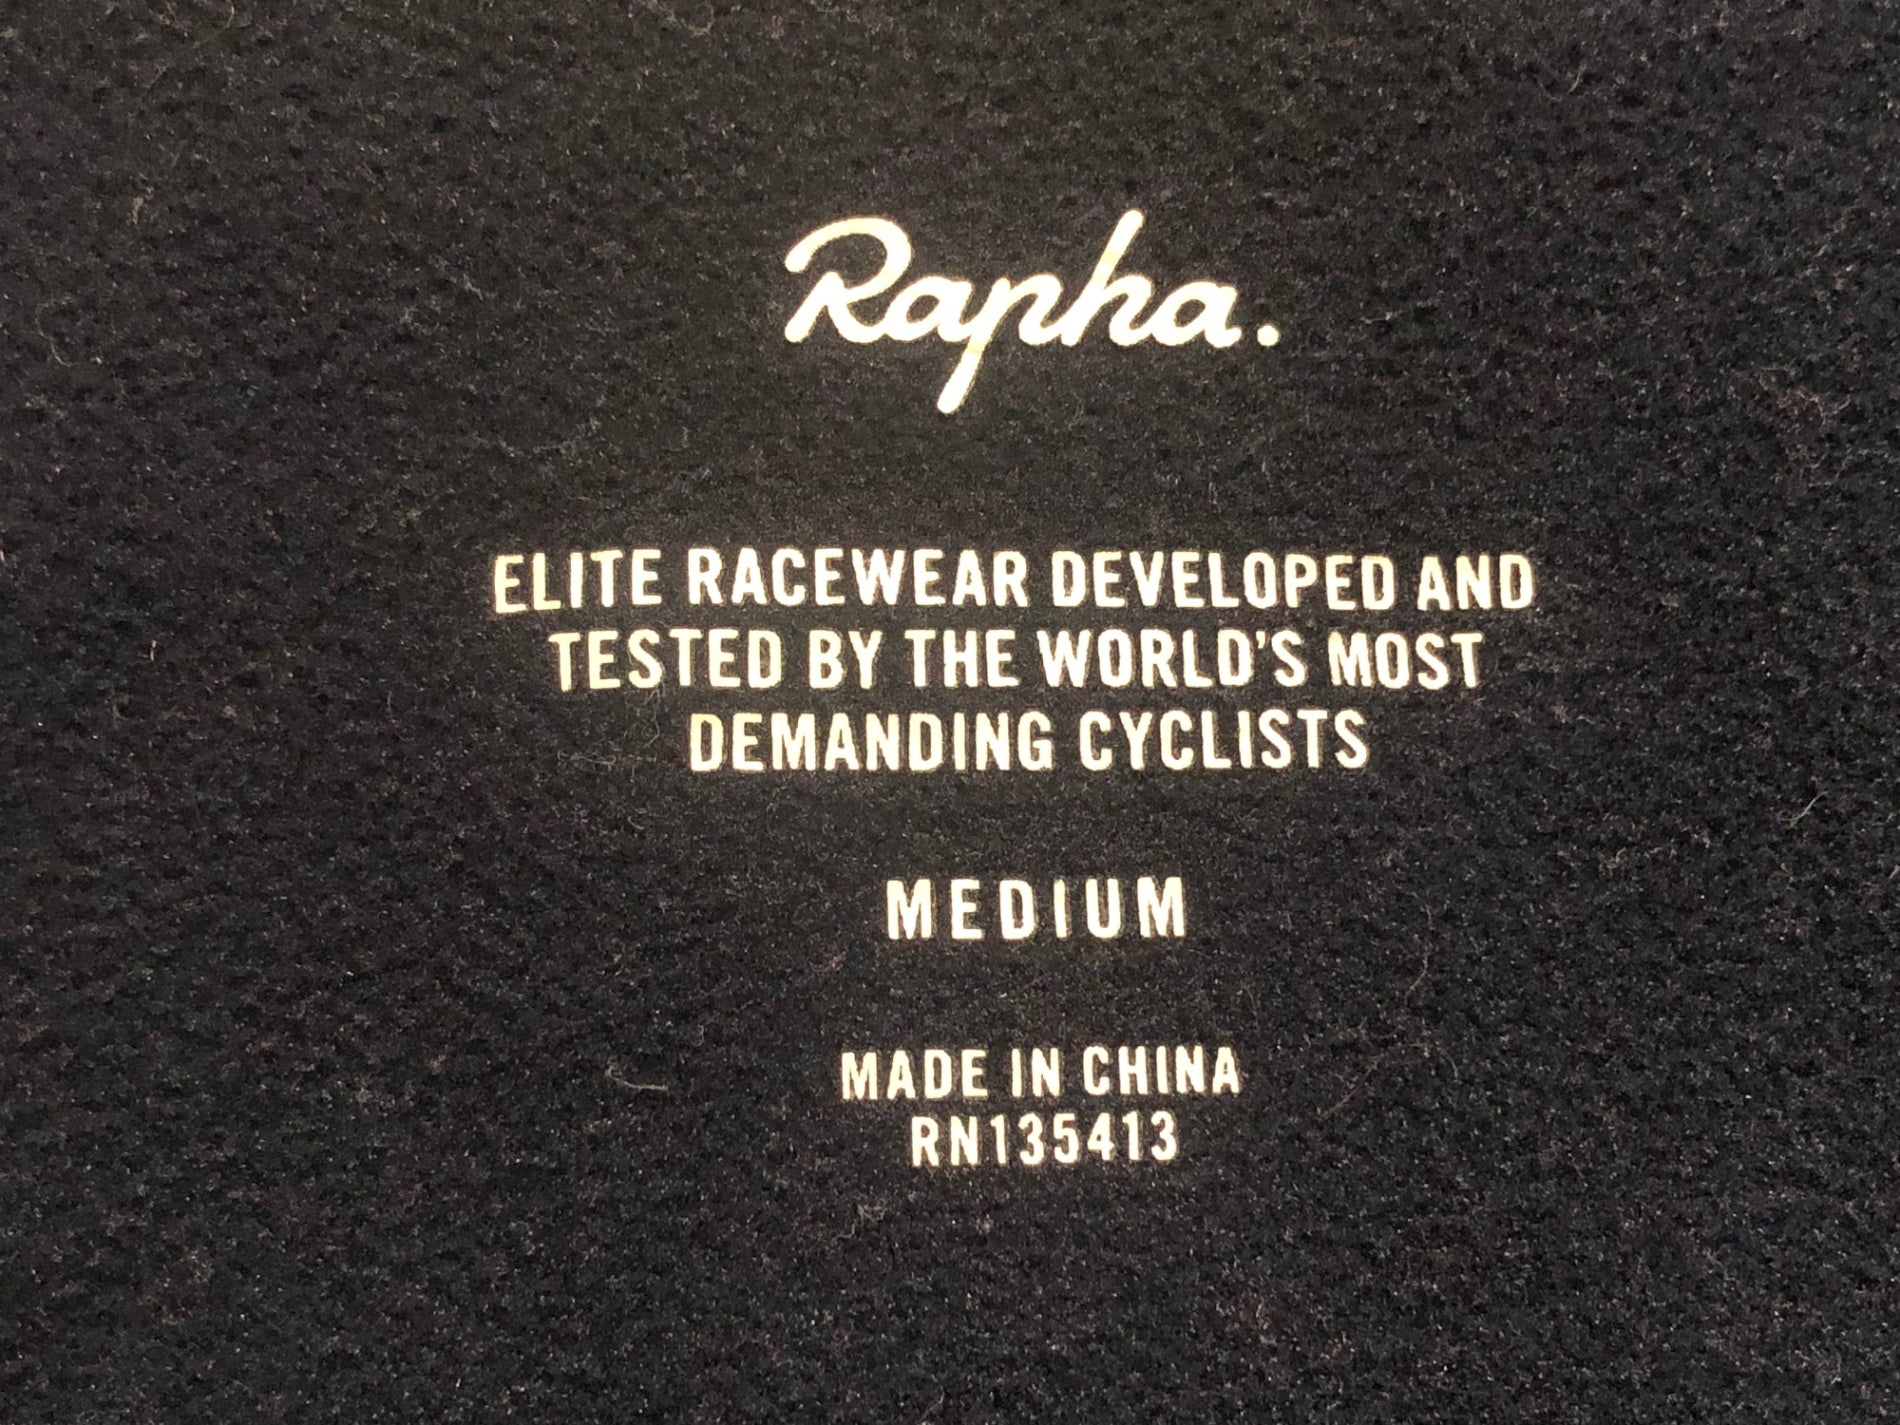 Rapha.
ELITE RACEWEAR DEVELOPED AND
TESTED BY THE WORLD'S MOST
DEMANDING CYCLISTS
MEDIUM
MADE IN CHINA
RN135413